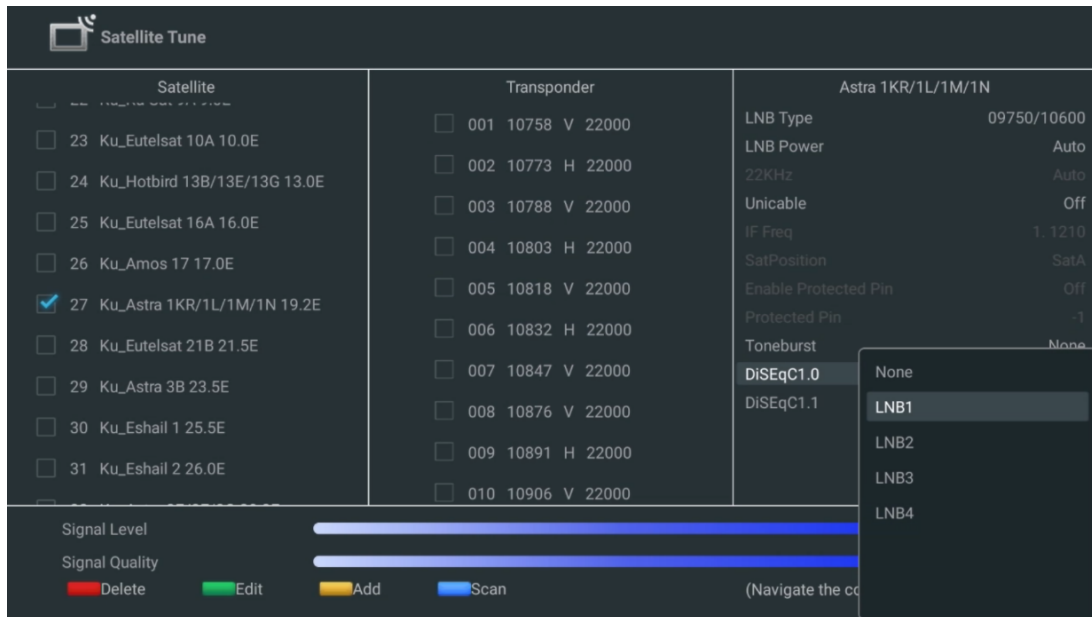 Satellite Tune
Satellite
23 Ku_Eutelsat 10A 10.0E
24 Ku_Hotbird 13B/13E/13G 13.0E
25 Ku_Eutelsat 16A 16.0E
26 Ku_Amos 17 17.0E
27 Ku_Astra 1KR/1L/1M/1N 19.2E
28 Ku_Eutelsat 21B 21.5E
29 Ku_Astra 3B 23.5E
30 Ku_Eshail 1 25.5E
31 Ku_Eshail 2 26.0E
Transponder
001 10758 V 22000
002 10773 H 22000
003 10788 V 22000
004 10803 H 22000
005 10818 V 22000
006 10832 H 22000
007 10847 V 22000
008 10876 V 22000
009 10891 H 22000
010 10906 V 22000
Astra 1KR/1L/1M/1N
LNB Type 09750/10600
LNB Power Auto
22KHz Auto
Unicable Off
IF Freq 1. 1210
SatPosition SatA
Enable Protected Pin Off
Protected Pin -1
Toneburst None
DiSEqC1.0
DiSEqC1.1
None
LNB1
LNB2
LNB3
LNB4
Signal Level
Signal Quality
Delete Edit Add Scan (Navigate the